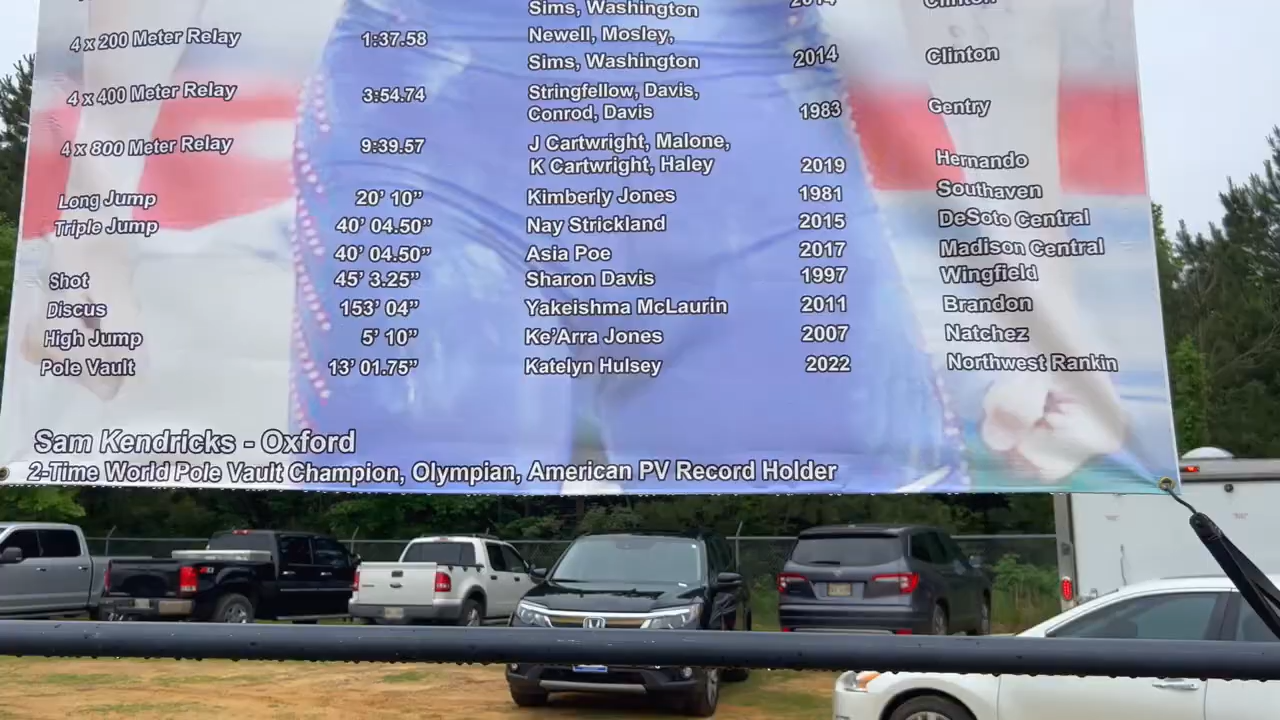 Sims, Washington 2014 Clinton
4 x 200 Meter Relay 1:37.58 Newell, Mosley,
Sims, Washington 2014 Clinton
4 x 400 Meter Relay 3:54.74 Stringfellow, Davis,
Conrod, Davis 1983 Gentry
4 x 800 Meter Relay 9:39.57 J Cartwright, Malone,
K Cartwright, Haley 2019 Hernando
Long Jump 20' 10” Kimberly Jones 1981 Southaven
Triple Jump 40' 04.50” Nay Strickland 2015 DeSoto Central
40' 04.50” Asia Poe 2017 Madison Central
Shot 45' 3.25” Sharon Davis 1997 Wingfield
Discus 153' 04” Yakeishma McLaurin 2011 Brandon
High Jump 5' 10” Ke'Arra Jones 2007 Natchez
Pole Vault 13' 01.75” Katelyn Hulsey 2022 Northwest Rankin
Sam Kendricks - Oxford
2-Time World Pole Vault Champion, Olympian, American PV Record Holder